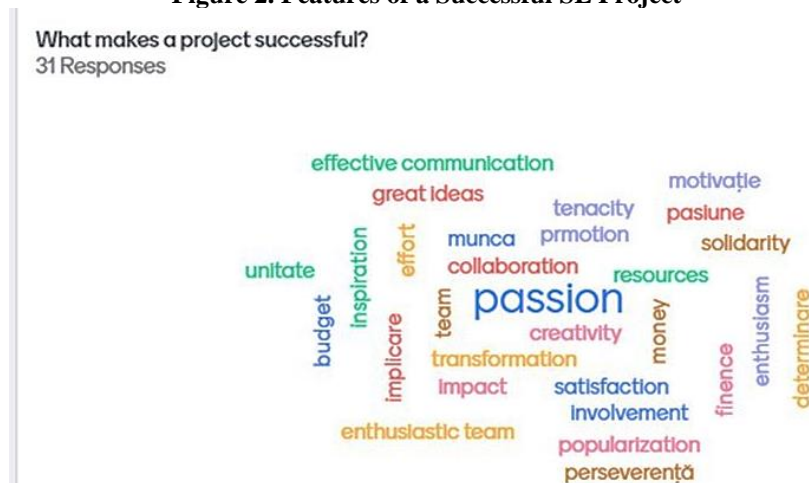 Figure 2. Features of a Successful SE Project
What makes a project successful?
31 Responses
effective communication
great ideas
motivație
tenacity
pasiune
effort
inspiration
munca
prmotion
solidarity
unitate
collaboration
resources
passion
team
budget
implicare
creativity
money
enthusiasm
determinare
transformation
impact
satisfaction
finence
involvement
enthusiastic team
popularization
perseverență